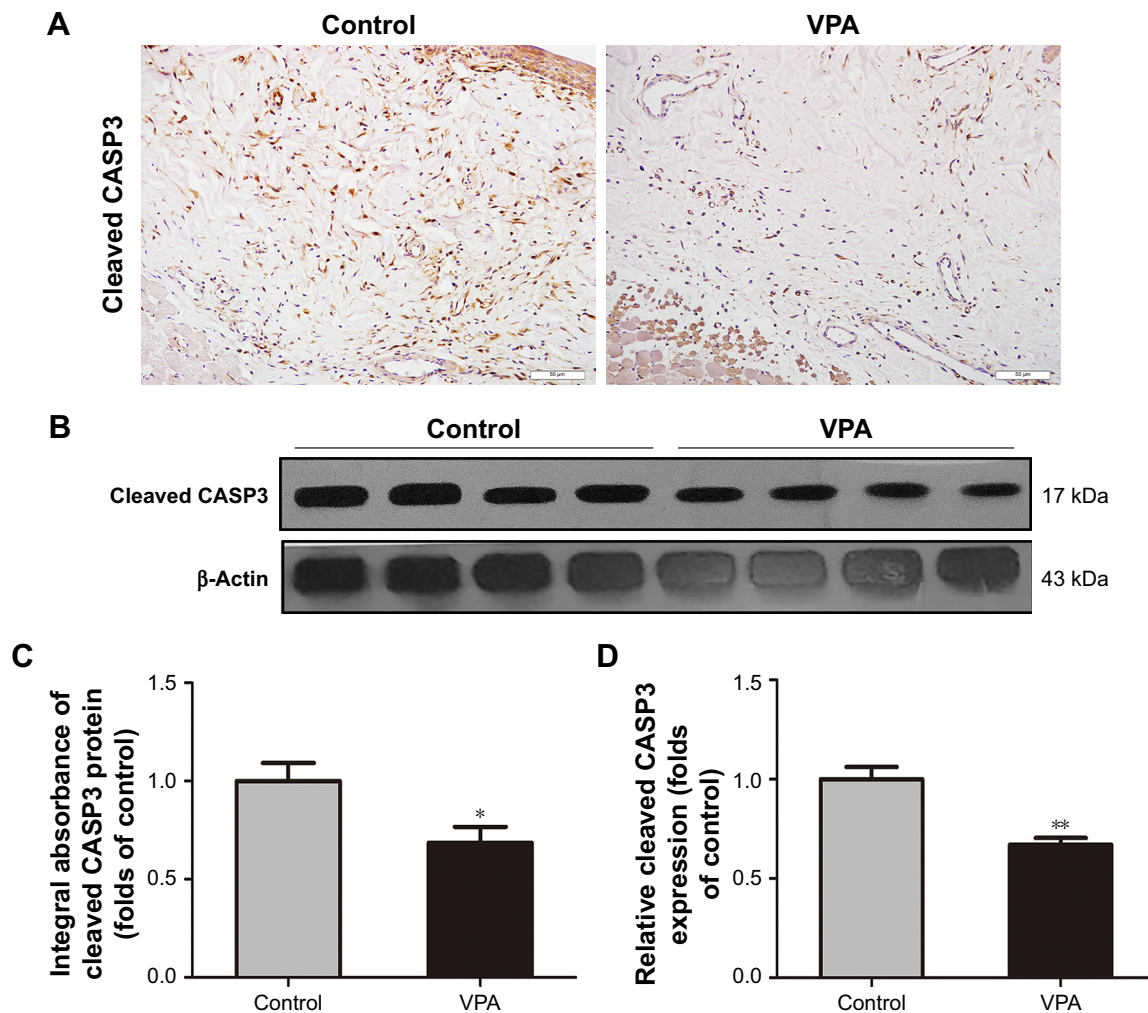 A
Control
VPA
Cleaved CASP3
50 µm
50 µm
B
Control
VPA
Cleaved CASP3
17 kDa
β-Actin
43 kDa
C
Integral absorbance of
cleaved CASP3 protein
(folds of control)
1.5
1.0
0.5
0.0
*
Control
VPA
D
Relative cleaved CASP3
expression (folds
of control)
1.5
1.0
0.5
0.0
**
Control
VPA